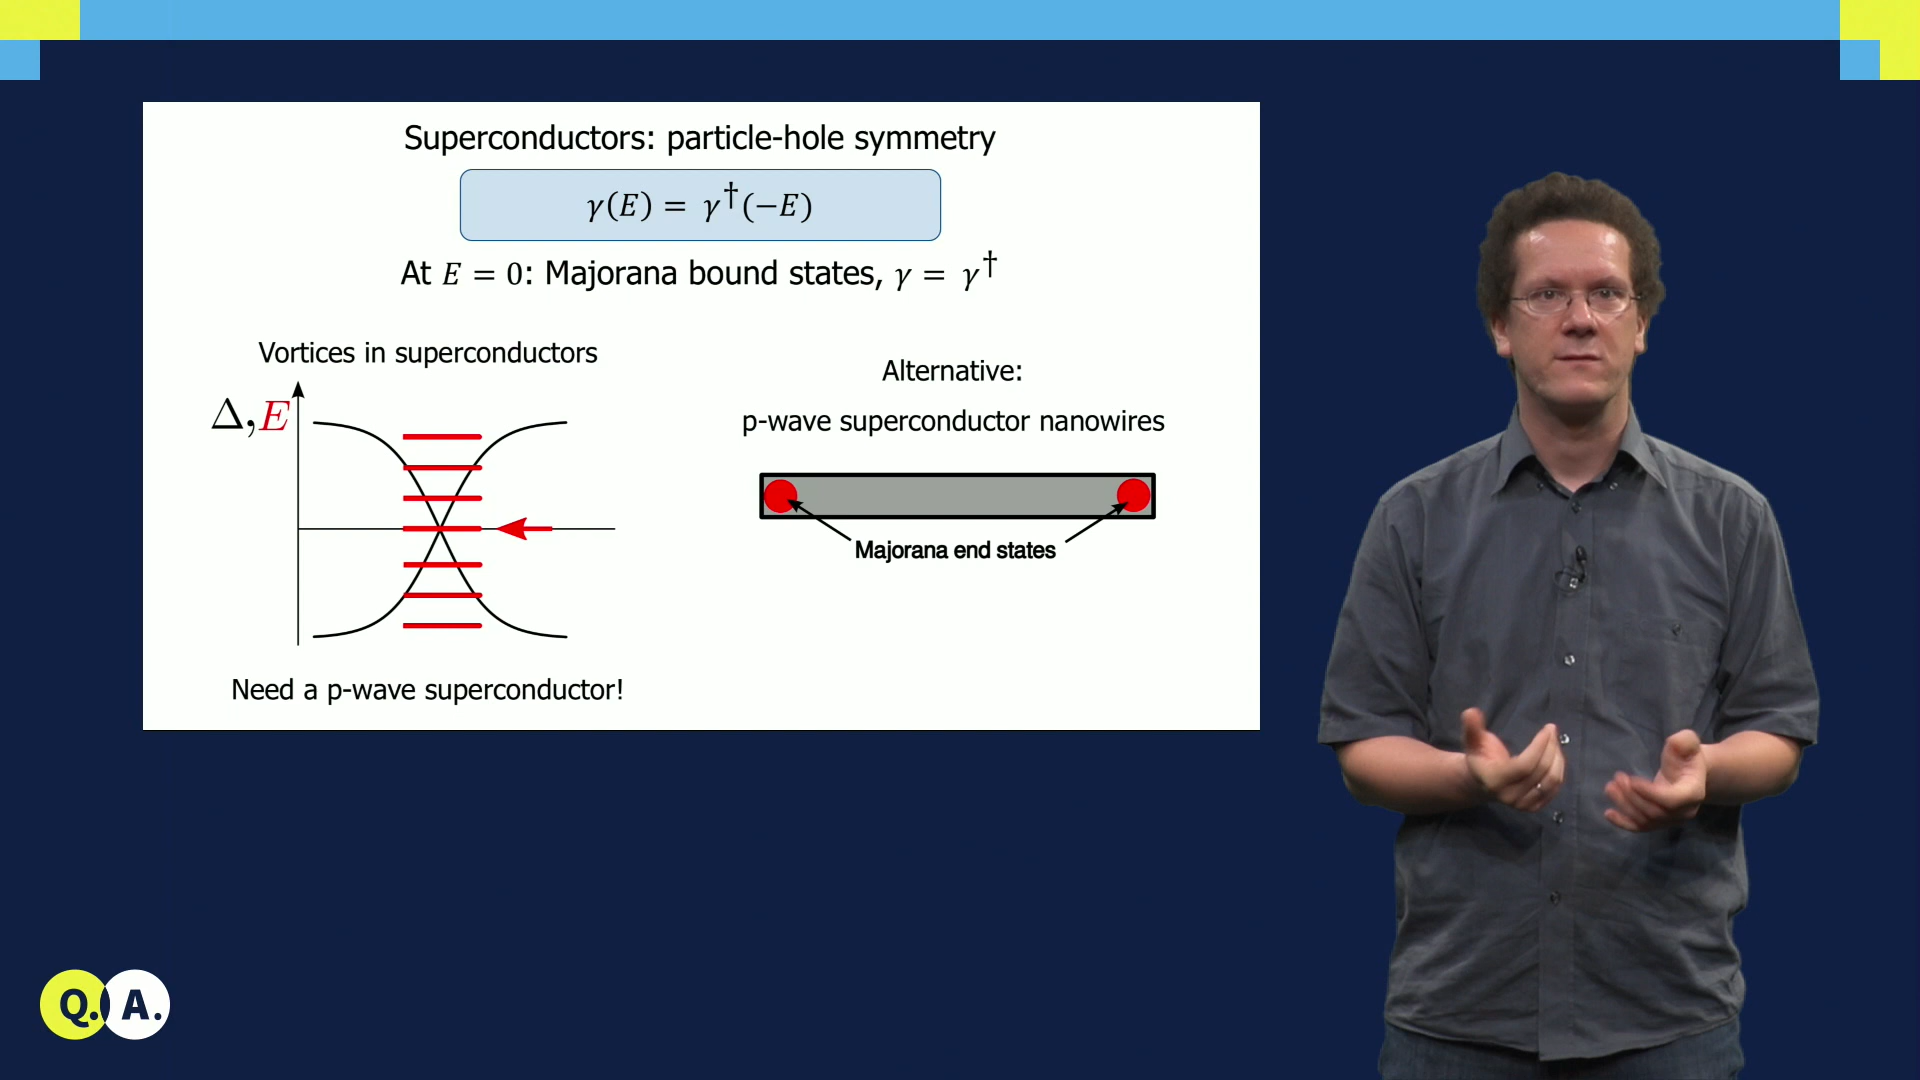 Superconductors: particle-hole symmetry
γ(E) = γ†(−E)
At E = 0: Majorana bound states, γ = γ†
Vortices in superconductors
Δ,E
Need a p-wave superconductor!
Alternative:
p-wave superconductor nanowires
Majorana end states
Q. A.